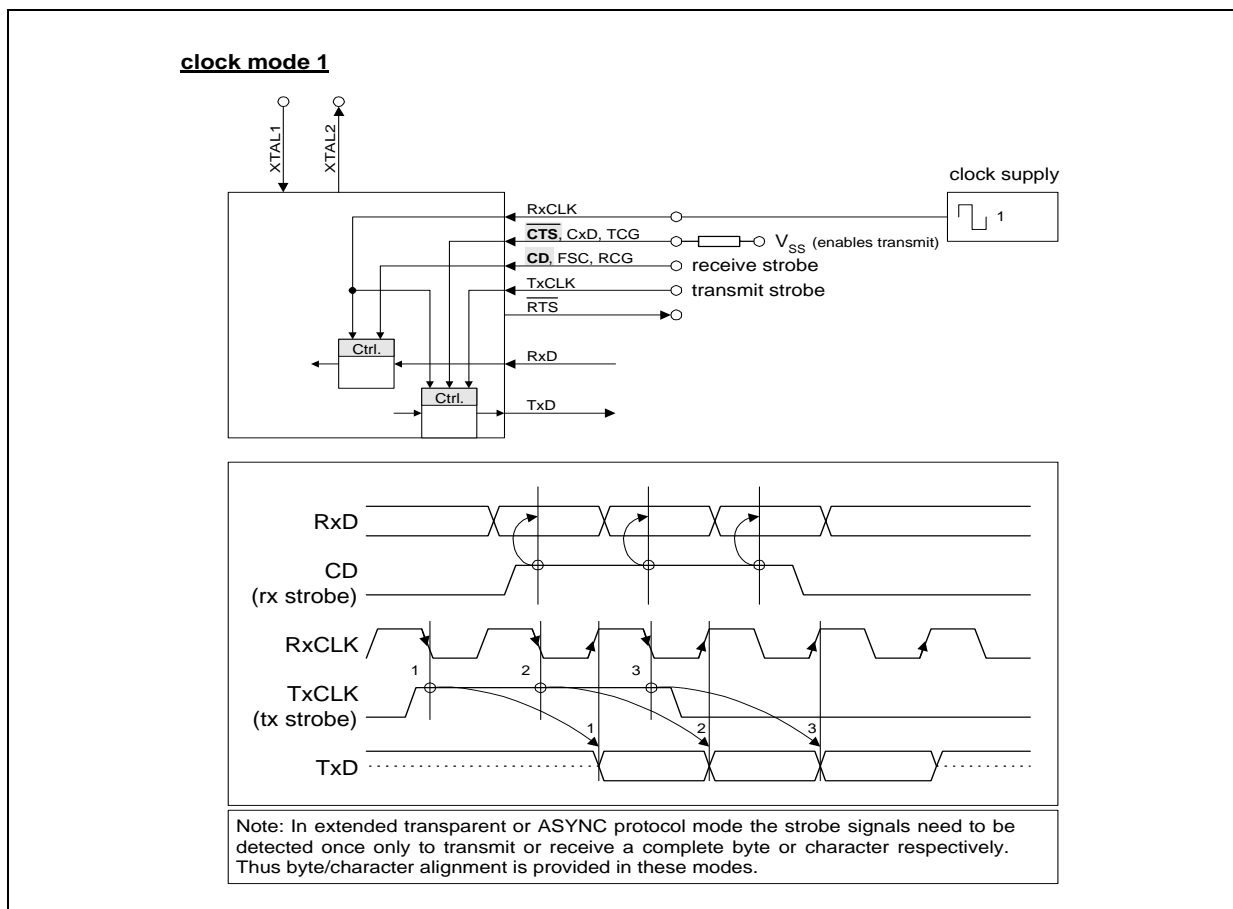 clock mode 1
XTAL1
XTAL2
clock supply
1
RxCLK
CTS, CxD, TCG
VSS (enables transmit)
CD, FSC, RCG
receive strobe
TxCLK
transmit strobe
RTS
Ctrl.
RxD
Ctrl.
TxD
RxD
CD
(rx strobe)
RxCLK
1 2 3
TxCLK
(tx strobe)
1 2 3
TxD
Note: In extended transparent or ASYNC protocol mode the strobe signals need to be
detected once only to transmit or receive a complete byte or character respectively.
Thus byte/character alignment is provided in these modes.